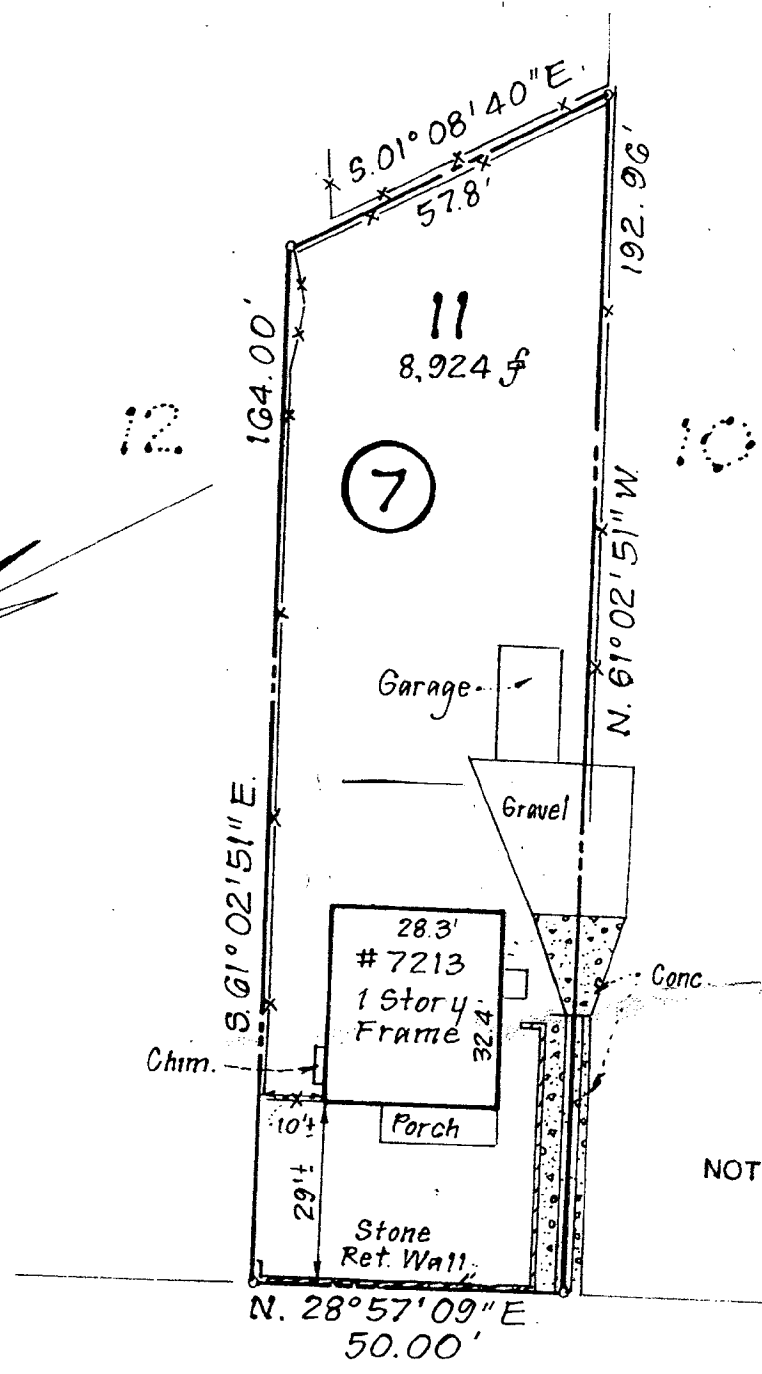 S.01°08'40"E.
57.8'
192.96'
11
8,924
164.00'
12
10
7
N. 61°02'51"W.
Garage
Gravel
S.61°02'51"E.
28.3'
#7213
1 Story
Frame
32.4
Conc
Chim.
10'±
Porch
29'±
NOT
Stone
Ret. Wall
N. 28°57'09"E.
50.00'